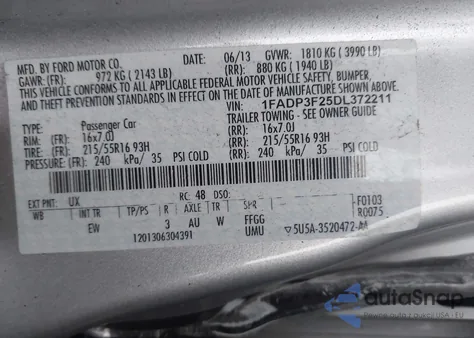 MFD BY FORD MOTOR CO. DATE: 06/13 GVWR: 1810 KG ( 3990 LB)
GAWR: (FR) 972 KG ( 2143 LB) (RR) 880 KG ( 1940 LB)
THIS VEHICLE CONFORMS TO ALL APPLICABLE FEDERAL MOTOR VEHICLE SAFETY, BUMPER,
AND THEFT PREVENTION STANDARDS IN EFFECT ON THE DATE OF MANUFACTURE SHOWN ABOVE.
VIN: 1FADP3F25DL372211
TYPE: Passenger Car TRAILER TOWING - SEE OWNER GUIDE
RIM: (FR) 16x7.0J (RR) 16x7.0J
TIRE: (FR) 215/55R16 93H (RR) 215/55R16 93H
PRESSURE: (FR) 240 kPa/ 35 PSI COLD (RR) 240 kPa/ 35 PSI COLD
EXT PNT: UX RC: 48 DSO: F0103
WB INT TR TP/PS R AXLE TR SPR R0075
EW 3 AU W FFGG
1201306304391 UMU 5U5A-3520472-AA
autoSnap